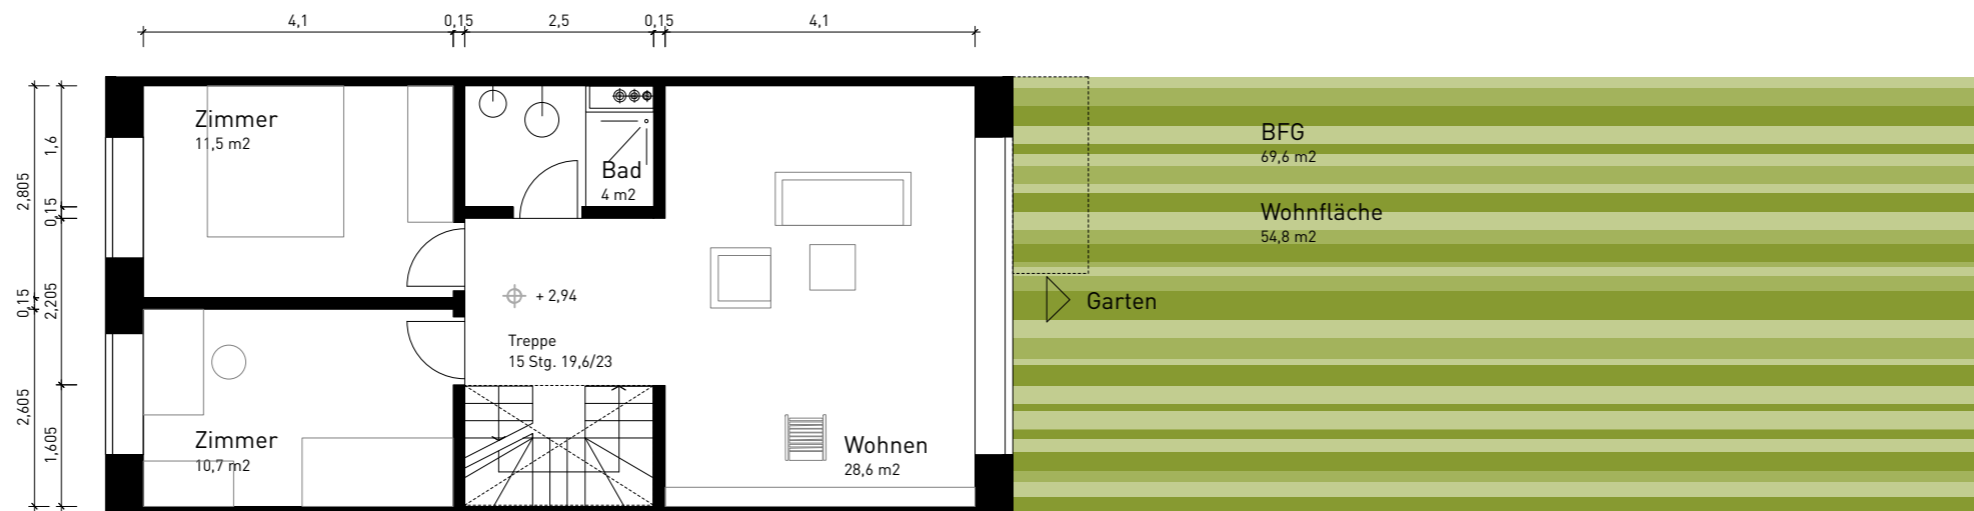 4,1
0,15
2,5
0,15
4,1
2,805
0,15
2,605
1,6
0,15
2,205
1,605
Zimmer
11,5 m2
Bad
4 m2
+ 2,94
Treppe
15 Stg. 19,6/23
Zimmer
10,7 m2
Wohnen
28,6 m2
BFG
69,6 m2
Wohnfläche
54,8 m2
Garten